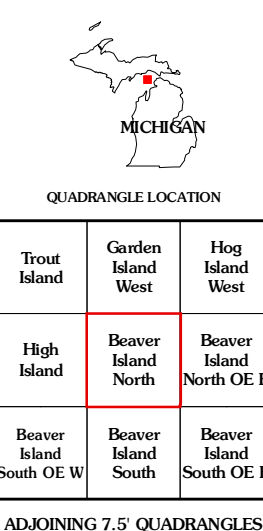 MICHIGAN
QUADRANGLE LOCATION
Trout
Island
Garden
Island
West
Hog
Island
West
High
Island
Beaver
Island
North
Beaver
Island
North OE
Beaver
Island
South OE W
Beaver
Island
South
Beaver
Island
South OE
ADJOINING 7.5' QUADRANGLES